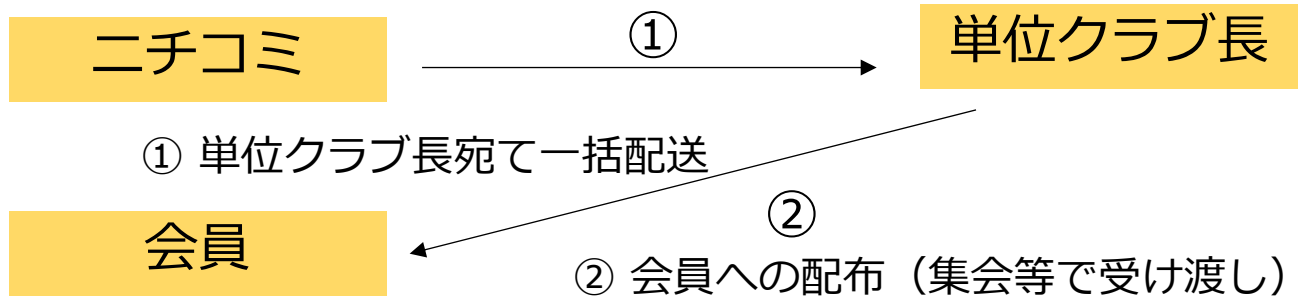 ニチコミ
①
単位クラブ長
① 単位クラブ長宛て一括配送
②
会員
② 会員への配布（集会等で受け渡し）